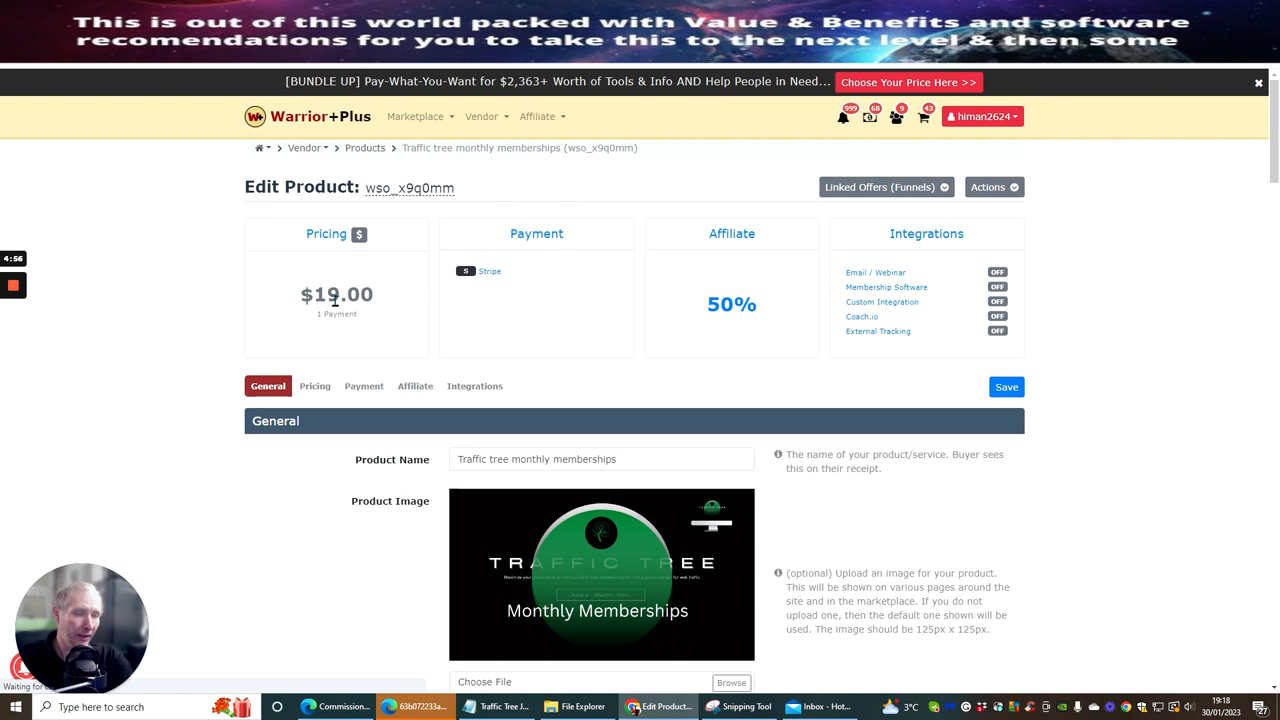 This is out of this world packed with Value & Benefits and software
recomendations for you to take this to the next level & then some
[BUNDLE UP] Pay-What-You-Want for $2,363+ Worth of Tools & Info AND Help People in Need... Choose Your Price Here >>
Warrior+Plus Marketplace Vendor Affiliate 999 68 9 43 himan2624
Vendor Products Traffic tree monthly memberships (wso_x9q0mm)
Edit Product: wso_x9q0mm Linked Offers (Funnels) Actions
Pricing $ Payment Affiliate Integrations
4:56
S Stripe
Email / Webinar OFF
Membership Software OFF
Custom Integration OFF
Coach.io OFF
External Tracking OFF
$19.00
1 Payment
50%
General Pricing Payment Affiliate Integrations Save
General
Product Name Traffic tree monthly memberships
The name of your product/service. Buyer sees
this on their receipt.
Product Image
TRAFFIC TREE
Monthly Memberships
(optional) Upload an image for your product.
This will be shown on various pages around the
site and in the marketplace. If you do not
upload one, then the default one shown will be
used. The image should be 125px x 125px.
Choose File Browse
Type here to search Commission... 63b072233a... Traffic Tree J... File Explorer Edit Product... Snipping Tool Inbox - Hot... 3°C 19:18
30/01/2023